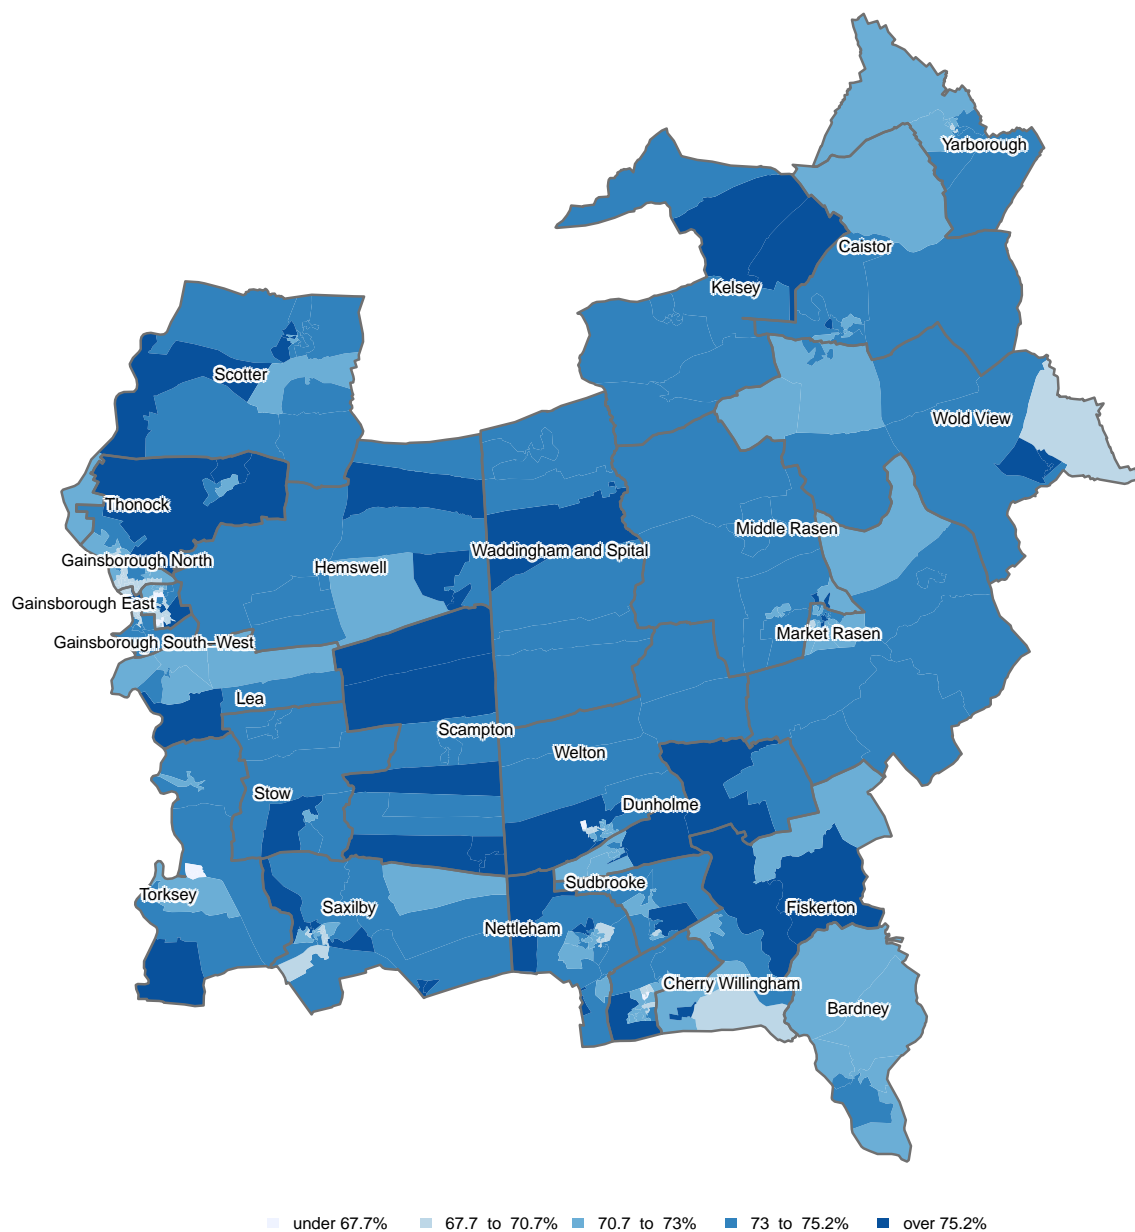 Yarborough
Caistor
Kelsey
Scotter
Wold View
Thonock
Middle Rasen
Waddingham and Spital
Gainsborough North
Hemswell
Gainsborough East
Market Rasen
Gainsborough South−West
Lea
Scampton
Welton
Stow
Dunholme
Sudbrooke
Torksey
Saxilby
Fiskerton
Nettleham
Cherry Willingham
Bardney
under 67.7% 67.7 to 70.7% 70.7 to 73% 73 to 75.2% over 75.2%